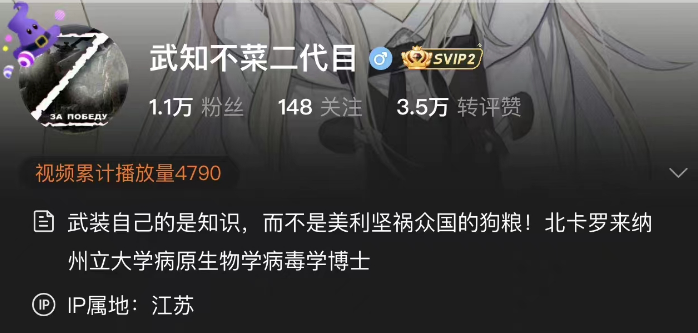 武知不菜二代目 SVIP2
ЗА ПОБЕДУ
1.1万 粉丝 148 关注 3.5万 转评赞
视频累计播放量4790
武装自己的是知识，而不是美利坚祸众国的狗粮！北卡罗来纳
州立大学病原生物学病毒学博士
IP IP属地：江苏